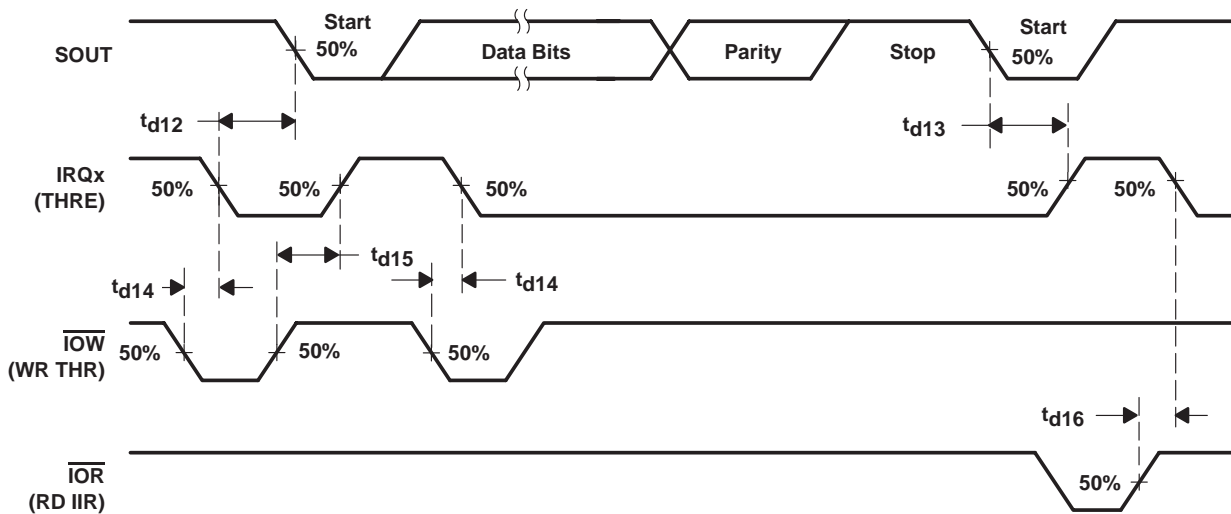 Start
Start
SOUT
50%
Data Bits
Parity
Stop
50%
td12
td13
IRQx
(THRE)
50%
50%
50%
50%
50%
td15
td14
td14
IOW
(WR THR)
50%
50%
50%
td16
IOR
(RD IIR)
50%